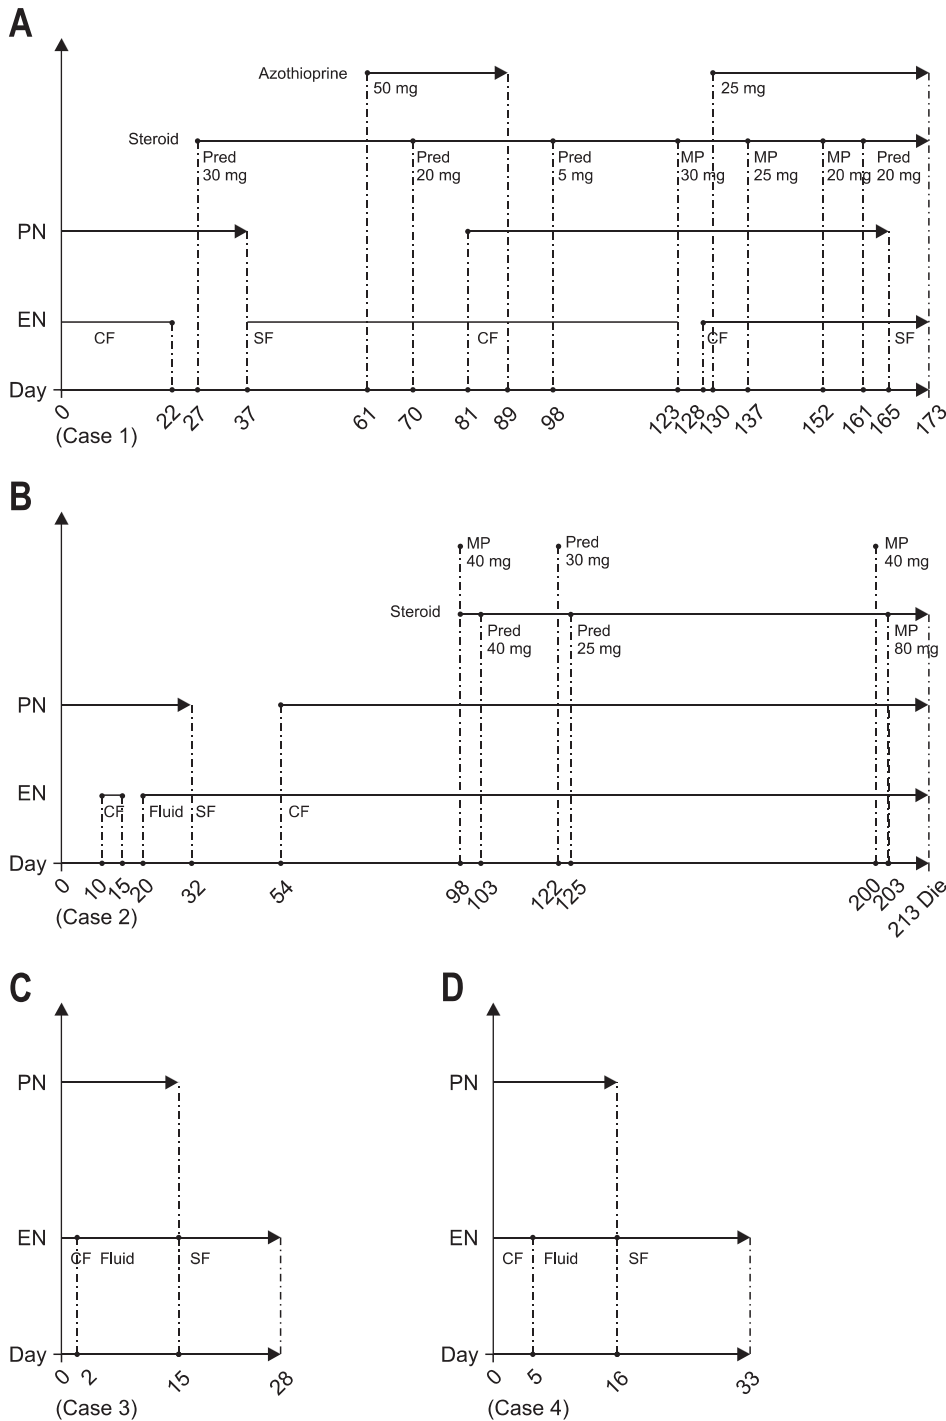 A
Azothioprine
50 mg
25 mg
Steroid
Pred
30 mg
Pred
20 mg
Pred
5 mg
MP
30 mg
MP
25 mg
MP
20 mg
Pred
20 mg
PN
EN
CF
SF
CF
CF
SF
Day
0
22
27
37
61
70
81
89
98
123
128
130
137
152
161
165
173
(Case 1)
B
MP
40 mg
Pred
30 mg
MP
40 mg
Steroid
Pred
40 mg
Pred
25 mg
MP
80 mg
PN
EN
CF
Fluid
SF
CF
Day
0
10
15
20
32
54
98
103
122
125
200
203
213 Die
(Case 2)
C
PN
EN
CF
Fluid
SF
Day
0
2
15
28
(Case 3)
D
PN
EN
CF
Fluid
SF
Day
0
5
16
33
(Case 4)